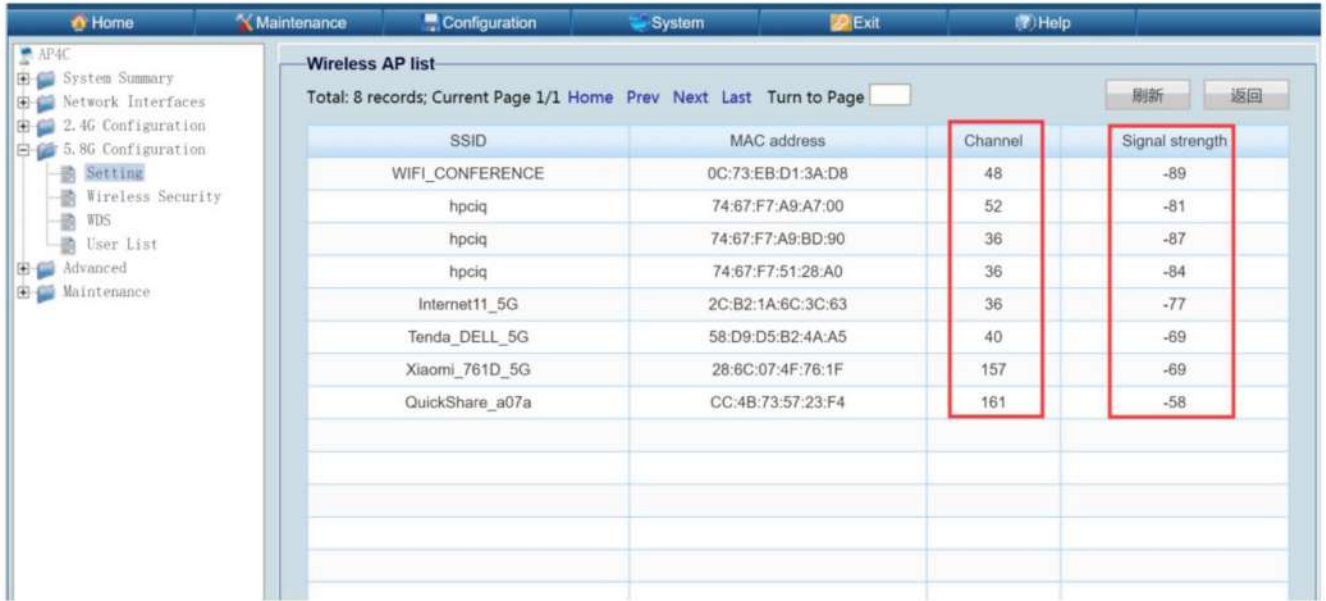 Home Maintenance Configuration System Exit Help
AP4C
System Summary
Network Interfaces
2.4G Configuration
5.8G Configuration
Setting
Wireless Security
WDS
User List
Advanced
Maintenance
Wireless AP list
Total: 8 records; Current Page 1/1 Home Prev Next Last Turn to Page 刷新 返回
SSID MAC address Channel Signal strength
WIFI_CONFERENCE 0C:73:EB:D1:3A:D8 48 -89
hpciq 74:67:F7:A9:A7:00 52 -81
hpciq 74:67:F7:A9:BD:90 36 -87
hpciq 74:67:F7:51:28:A0 36 -84
Internet11_5G 2C:B2:1A:6C:3C:63 36 -77
Tenda_DELL_5G 58:D9:D5:B2:4A:A5 40 -69
Xiaomi_761D_5G 28:6C:07:4F:76:1F 157 -69
QuickShare_a07a CC:4B:73:57:23:F4 161 -58